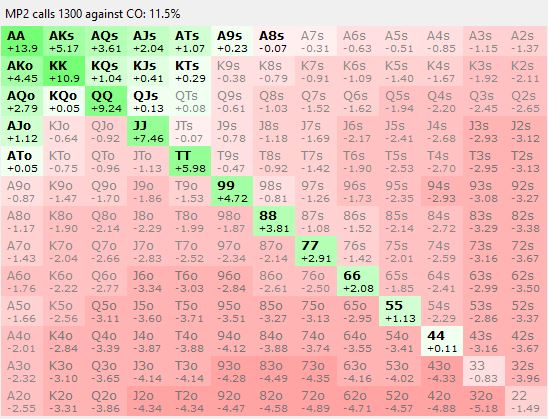 MP2 calls 1300 against CO: 11.5%
AA AKs AQs AJs ATs A9s A8s A7s A6s A5s A4s A3s A2s
+13.9 +5.17 +3.61 +2.04 +1.07 +0.23 -0.07 -0.31 -0.63 -0.51 -0.85 -1.15 -1.37
AKo KK KQs KJs KTs K9s K8s K7s K6s K5s K4s K3s K2s
+4.45 +10.9 +1.04 +0.41 +0.29 -0.38 -0.79 -0.91 -1.09 -1.40 -1.67 -1.92 -2.11
AQo KQo QQ QJs QTs Q9s Q8s Q7s Q6s Q5s Q4s Q3s Q2s
+2.79 +0.05 +9.24 +0.13 +0.08 -0.61 -1.03 -1.52 -1.62 -1.94 -2.20 -2.45 -2.65
AJo KJo QJo JJ JTs J9s J8s J7s J6s J5s J4s J3s J2s
+1.12 -0.64 -0.92 +7.46 -0.07 -0.78 -1.18 -1.69 -2.17 -2.41 -2.68 -2.93 -3.12
ATo KTo QTo JTo TT T9s T8s T7s T6s T5s T4s T3s T2s
+0.05 -0.75 -0.96 -1.13 +5.98 -0.47 -0.92 -1.42 -1.90 -2.53 -2.70 -2.95 -3.13
A9o K9o Q9o J9o T9o 99 98s 97s 96s 95s 94s 93s 92s
-0.87 -1.47 -1.70 -1.86 -1.53 +4.72 -0.81 -1.26 -1.73 -2.35 -2.93 -3.08 -3.27
A8o K8o Q8o J8o T8o 98o 88 87s 86s 85s 84s 83s 82s
-1.17 -1.90 -2.14 -2.29 -1.99 -1.87 +3.81 -1.08 -1.52 -2.14 -2.72 -3.29 -3.38
A7o K7o Q7o J7o T7o 97o 87o 77 76s 75s 74s 73s 72s
-1.43 -2.04 -2.66 -2.83 -2.52 -2.34 -2.14 +2.91 -1.42 -2.01 -2.59 -3.16 -3.50
A6o K6o Q6o J6o T6o 96o 86o 76o 66 65s 64s 63s 62s
-1.76 -2.22 -2.77 -3.34 -3.03 -2.84 -2.61 -2.50 +2.08 -1.85 -2.41 -2.99 -3.50
A5o K5o Q5o J5o T5o 95o 85o 75o 65o 55 54s 53s 52s
-1.66 -2.56 -3.11 -3.60 -3.71 -3.51 -3.27 -3.13 -2.95 +1.13 -2.29 -2.86 -3.37
A4o K4o Q4o J4o T4o 94o 84o 74o 64o 54o 44 43s 42s
-2.01 -2.84 -3.39 -3.87 -3.88 -4.12 -3.88 -3.74 -3.55 -3.41 +0.11 -3.16 -3.67
A3o K3o Q3o J3o T3o 93o 83o 73o 63o 53o 43o 33 32s
-2.32 -3.10 -3.65 -4.14 -4.14 -4.28 -4.49 -4.35 -4.16 -4.02 -4.33 -0.83 -3.96
A2o K2o Q2o J2o T2o 92o 82o 72o 62o 52o 42o 32o 22
-2.55 -3.31 -3.86 -4.34 -4.34 -4.47 -4.58 -4.89 -4.71 -4.57 -4.88 -5.18 -1.49